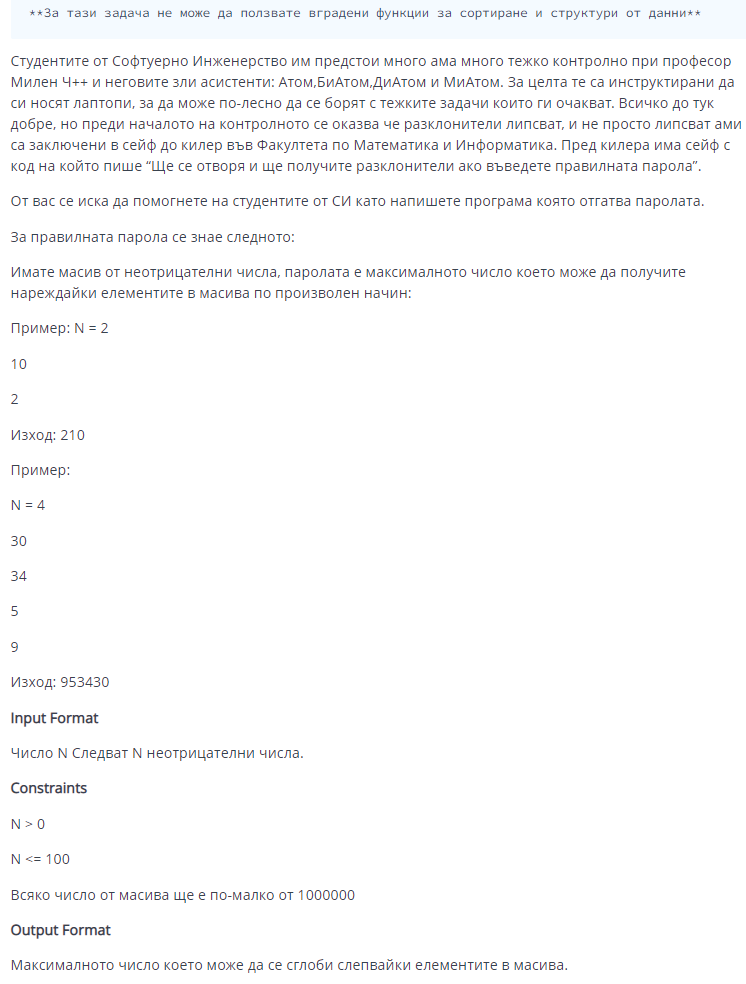 **За тази задача не може да ползвате вградени функции за сортиране и структури от данни**
Студентите от Софтуерно Инженерство им предстои много ама много тежко контролно при професор
Милен Ч++ и неговите зли асистенти: Атом,БиАтом,ДиАтом и МиАтом. За целта те са инструктирани да
си носят лаптопи, за да може по-лесно да се борят с тежките задачи които ги очакват. Всичко до тук
добре, но преди началото на контролното се оказва че разклонители липсват, и не просто липсват ами
са заключени в сейф до килер във Факултета по Математика и Информатика. Пред килера има сейф с
код на който пише “Ще се отворя и ще получите разклонители ако въведете правилната парола”.
От вас се иска да помогнете на студентите от СИ като напишете програма която отгатва паролата.
За правилната парола се знае следното:
Имате масив от неотрицателни числа, паролата е максималното число което може да получите
нареждайки елементите в масива по произволен начин:
Пример: N = 2
10
2
Изход: 210
Пример:
N = 4
30
34
5
9
Изход: 953430
Input Format
Число N Следват N неотрицателни числа.
Constraints
N > 0
N <= 100
Всяко число от масива ще е по-малко от 1000000
Output Format
Максималното число което може да се сглоби слепвайки елементите в масива.